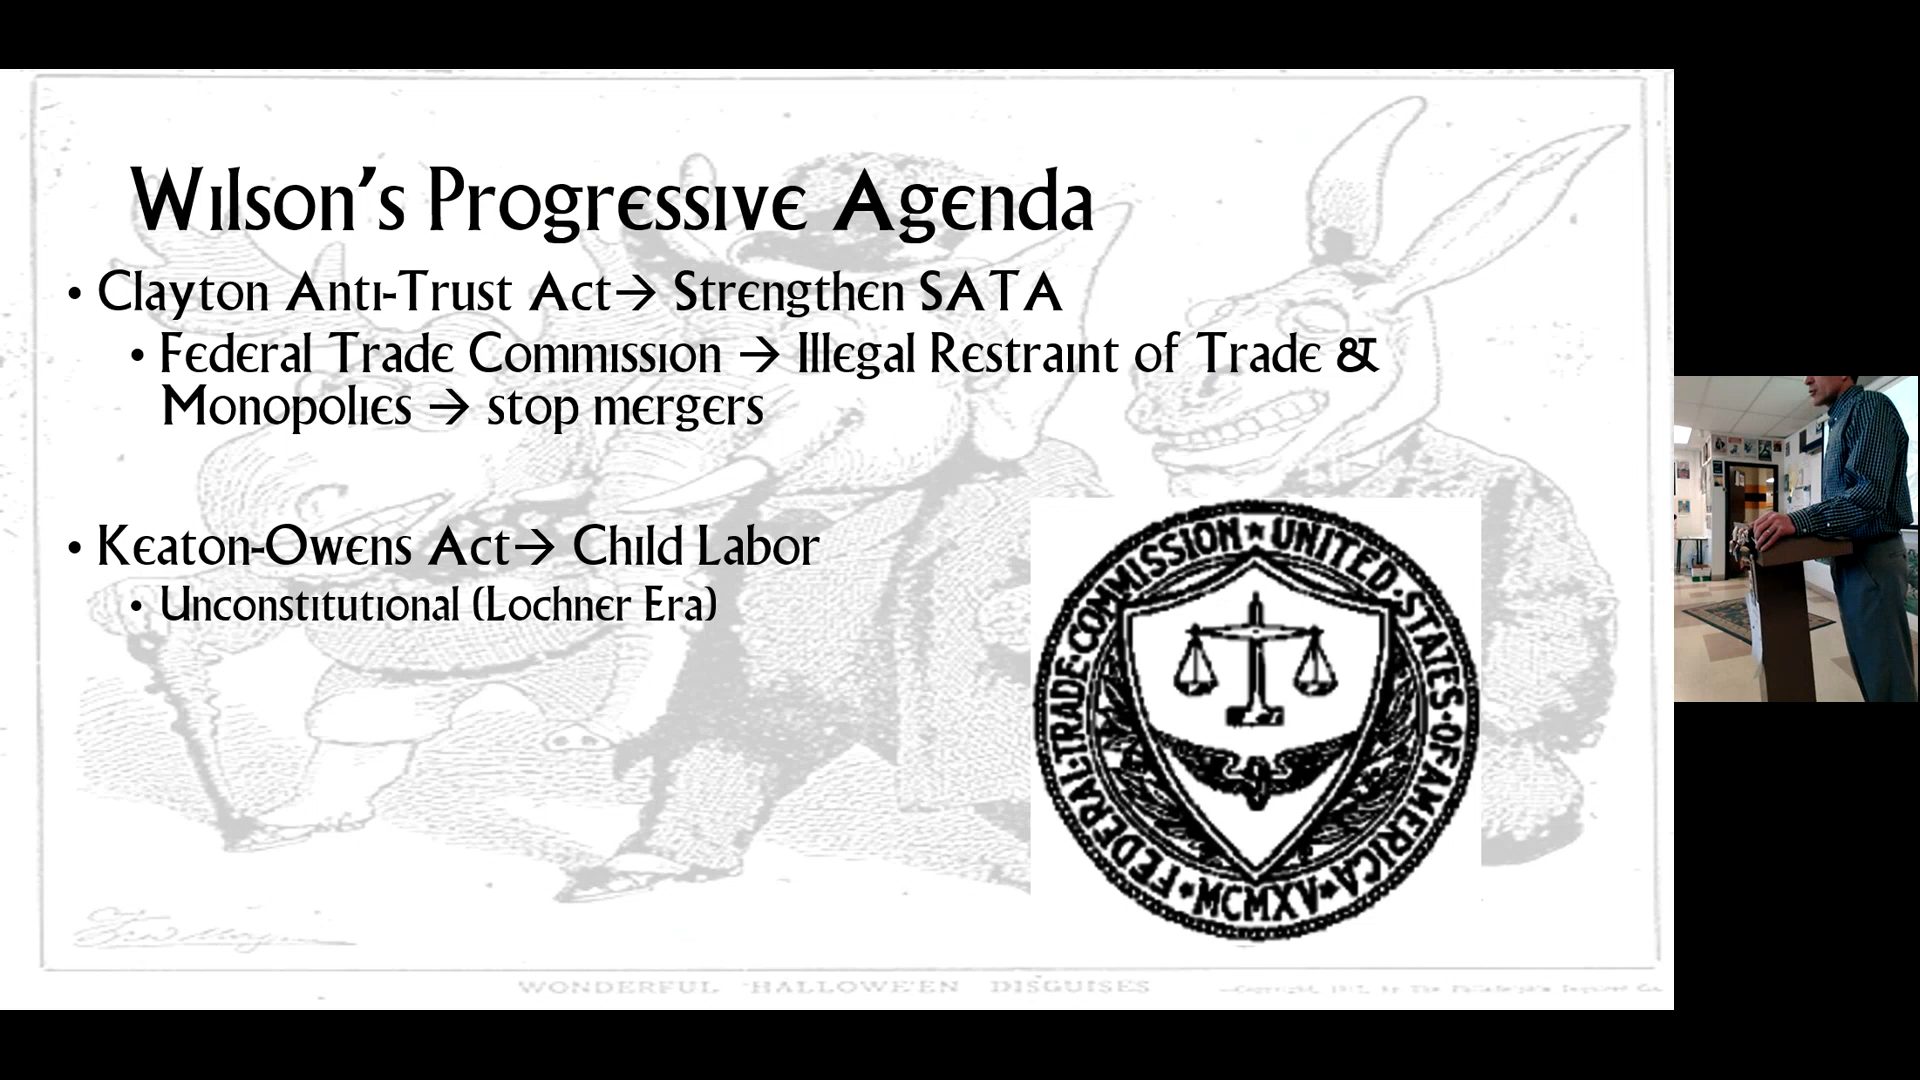 Wilson's Progressive Agenda
• Clayton Anti-Trust Act→ Strengthen SATA
• Federal Trade Commission → Illegal Restraint of Trade &
Monopolies → stop mergers
• Keaton-Owens Act→ Child Labor
• Unconstitutional (Lochner Era)
FEDERAL·TRADE·COMMISSION ★ UNITED·STATES·OF AMERICA
MCMXV
WONDERFUL HALLOWE'EN DISGUISES